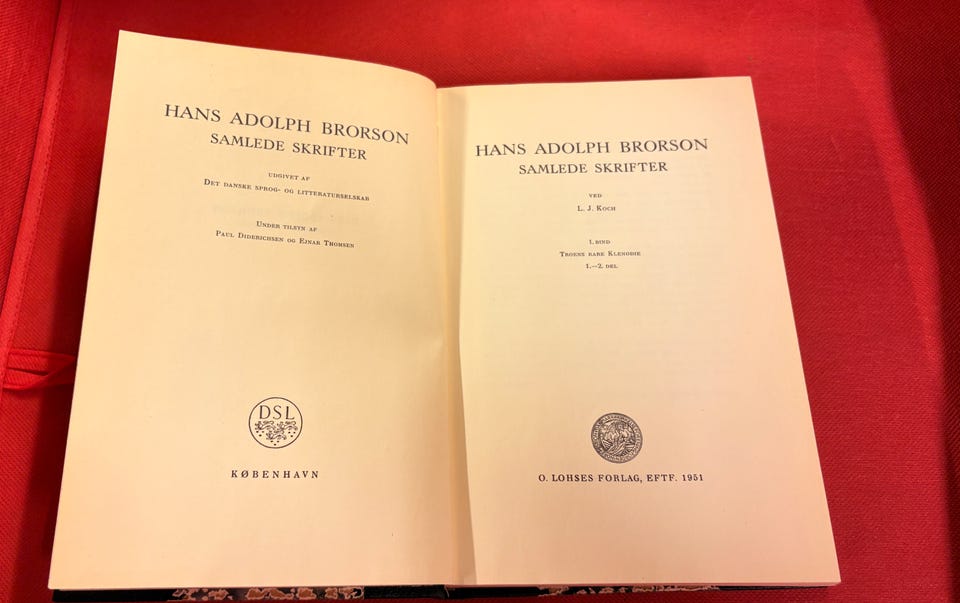 HANS ADOLPH BRORSON
SAMLEDE SKRIFTER
UDGIVET AF
DET DANSKE SPROG- OG LITTERATURSELSKAB
UNDER TILSYN AF
PAUL DIDERICHSEN OG EJNAR THOMSEN
DSL
KØBENHAVN
HANS ADOLPH BRORSON
SAMLEDE SKRIFTER
VED
L. J. KOCH
1. BIND
TROENS RARE KLENODIE
1.—2. DEL
O. LOHSES FORLAG, EFTF. 1951